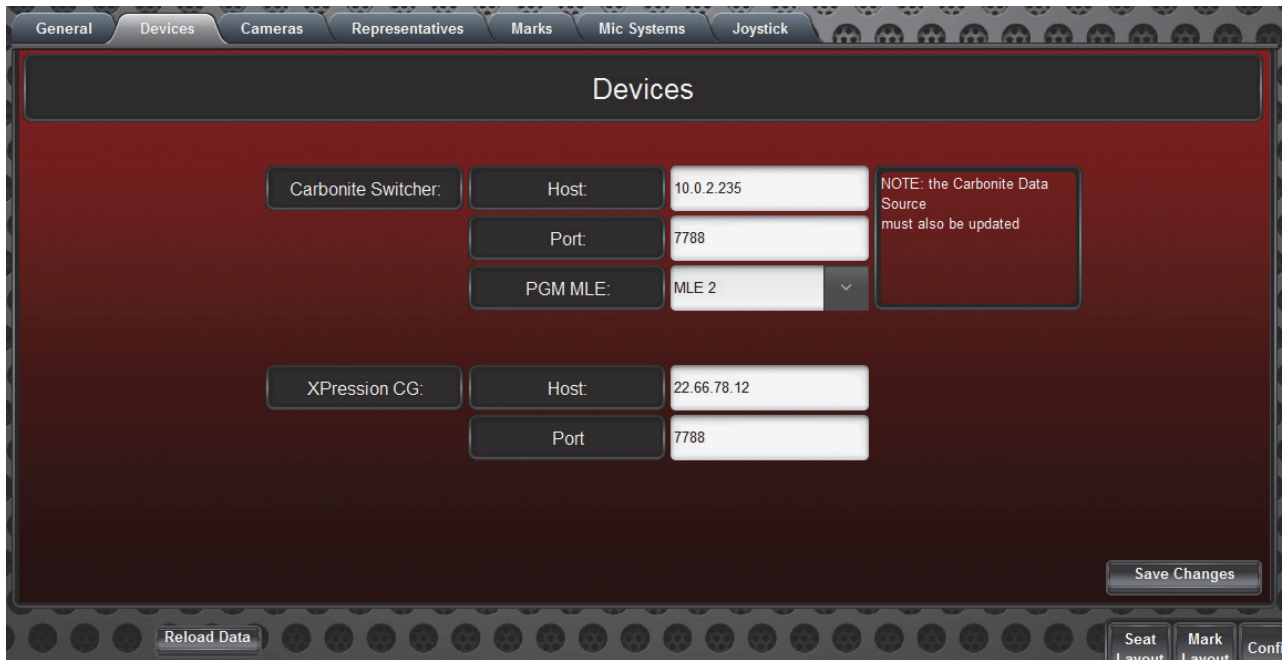 General Devices Cameras Representatives Marks Mic Systems Joystick
Devices
Carbonite Switcher: Host: 10.0.2.235 NOTE: the Carbonite Data
Source
must also be updated
Port: 7788
PGM MLE: MLE 2
XPression CG: Host: 22.66.78.12
Port 7788
Save Changes
Reload Data Seat Mark
Layout Layout